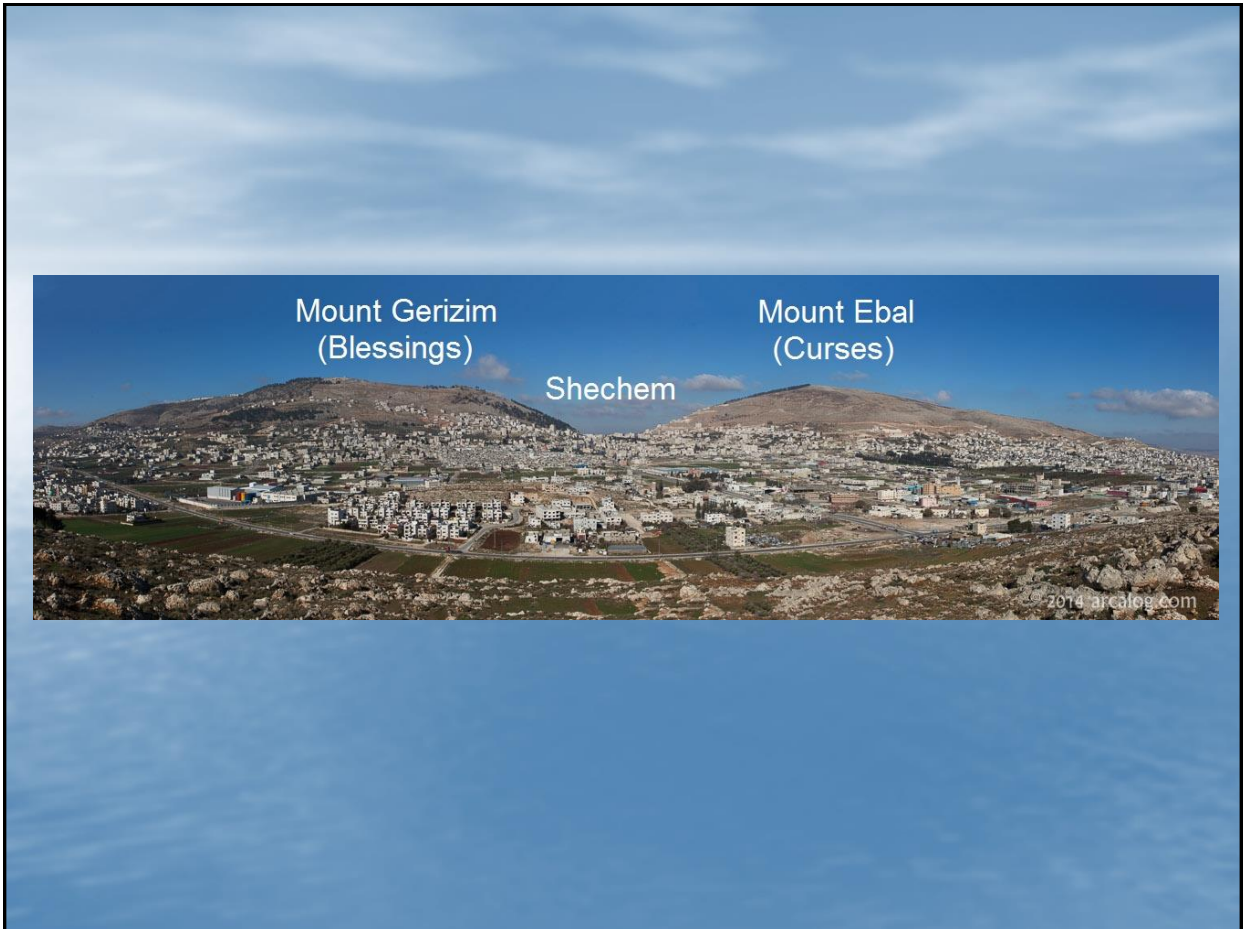 Mount Gerizim
(Blessings)
Mount Ebal
(Curses)
Shechem
© 2014 arcalog.com